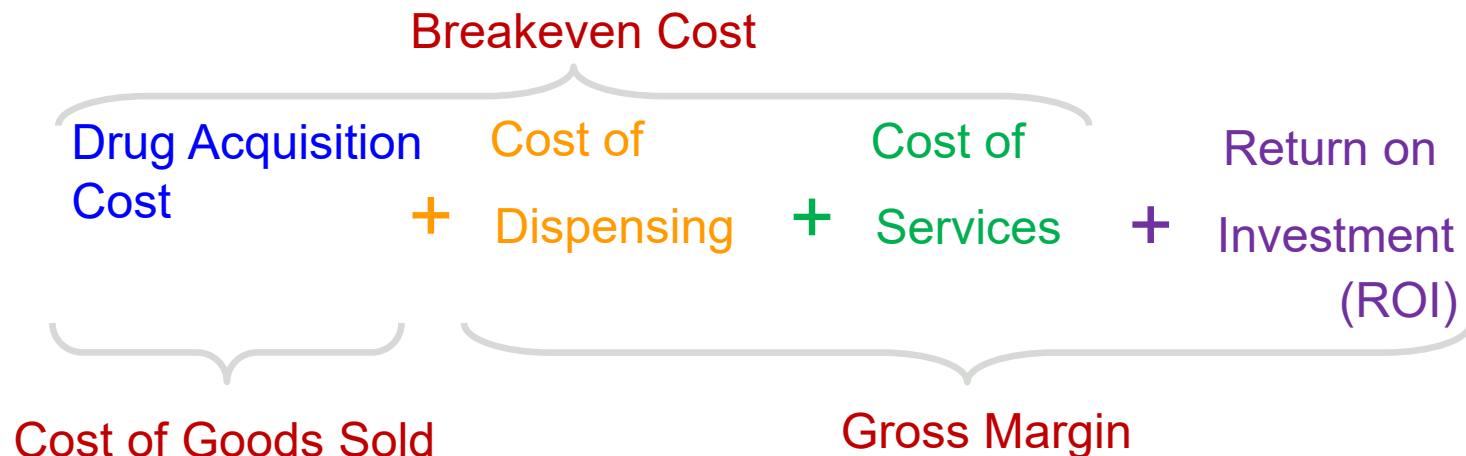 Breakeven Cost
Drug Acquisition
Cost
+
Cost of
Dispensing
+
Cost of
Services
+
Return on
Investment
(ROI)
Cost of Goods Sold
Gross Margin